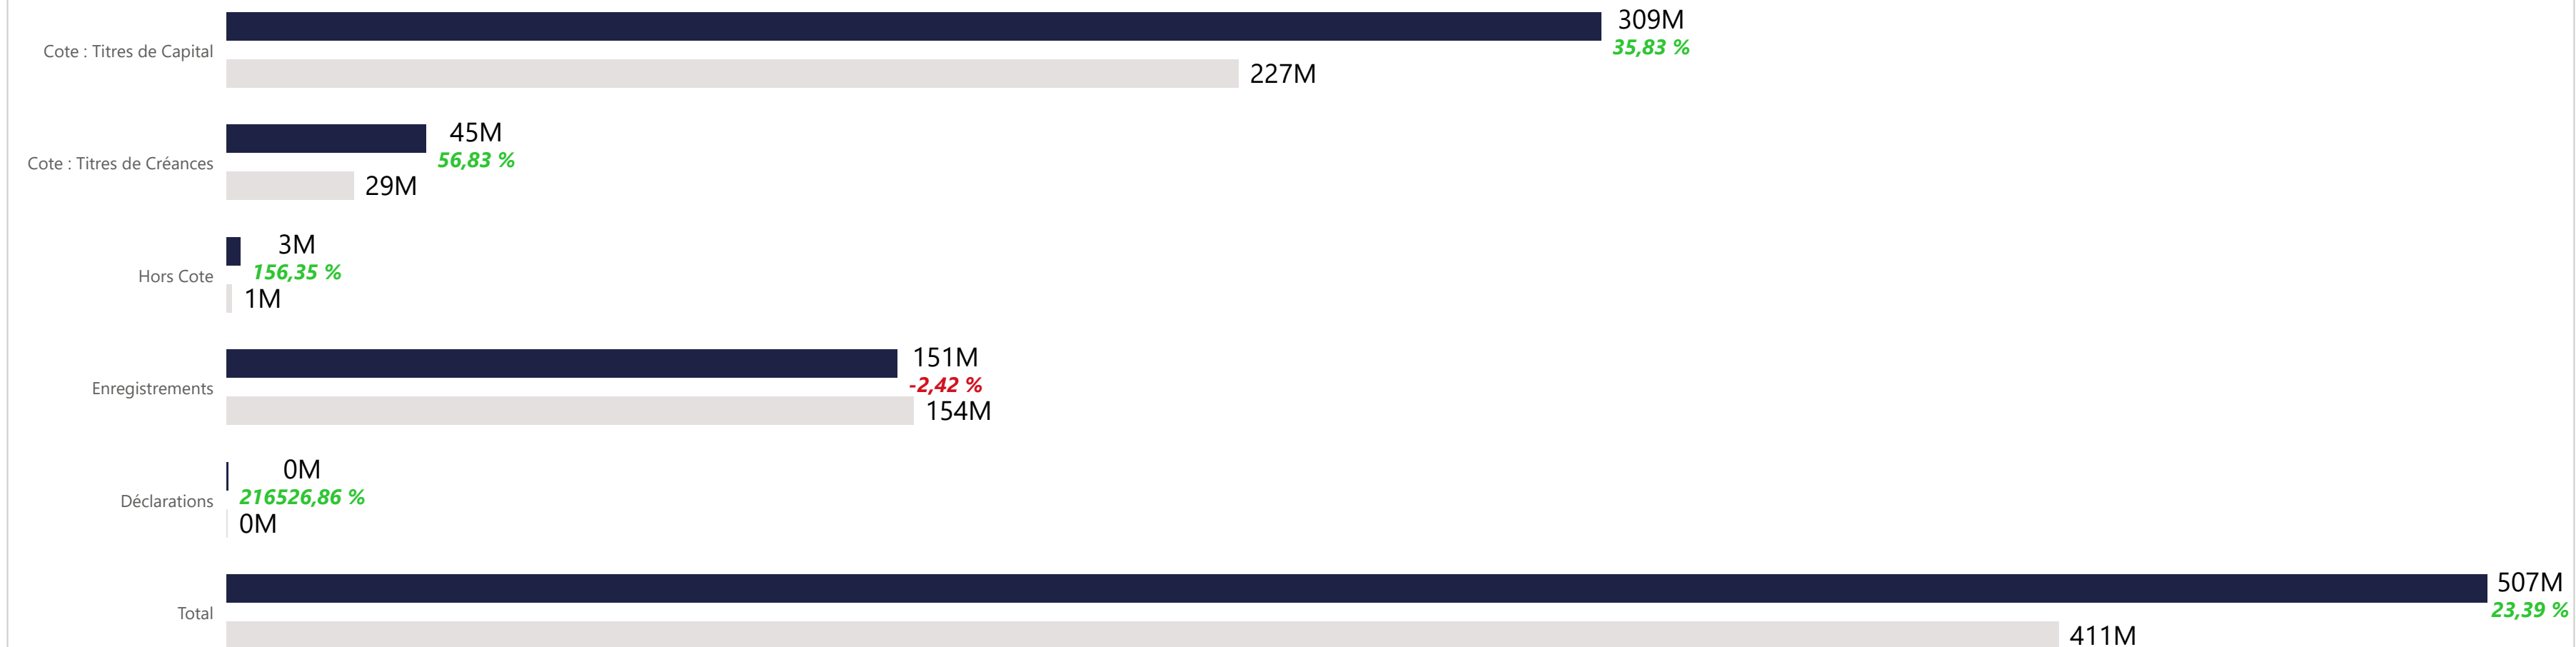 309M
Cote : Titres de Capital
35,83 %
227M
45M
Cote : Titres de Créances
56,83 %
29M
3M
Hors Cote
156,35 %
1M
151M
Enregistrements
-2,42 %
154M
0M
Déclarations
216526,86 %
0M
507M
Total
23,39 %
411M